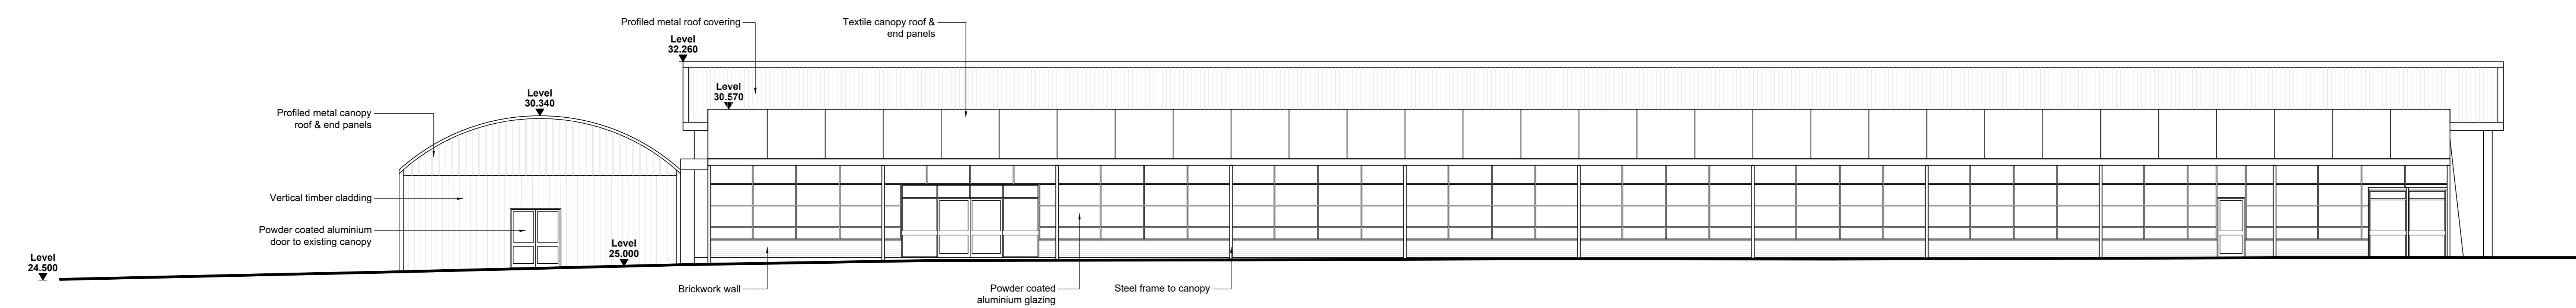 Profiled metal roof covering
Textile canopy roof &
end panels
Level
32.260
Level
30.570
Level
30.340
Profiled metal canopy
roof & end panels
Vertical timber cladding
Powder coated aluminium
door to existing canopy
Level
25.000
Level
24.500
Brickwork wall
Powder coated
aluminium glazing
Steel frame to canopy